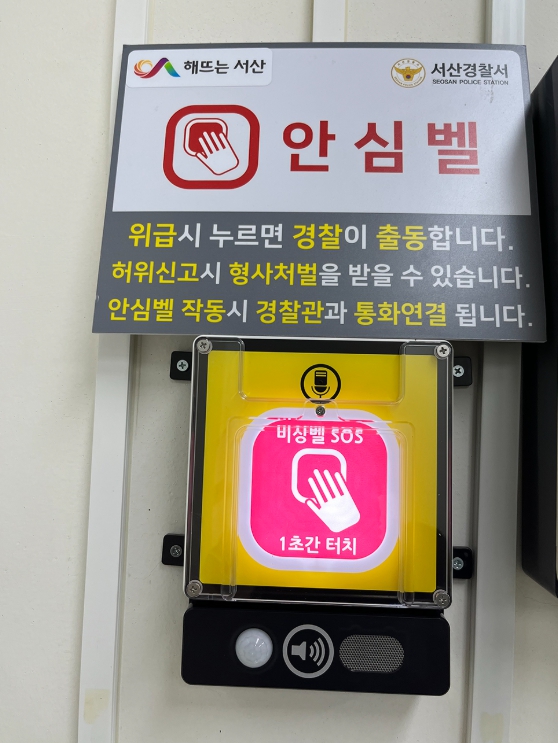 해뜨는 서산
서산경찰서
SEOSAN POLICE STATION
안심벨
위급시 누르면 경찰이 출동합니다.
허위신고시 형사처벌을 받을 수 있습니다.
안심벨 작동시 경찰관과 통화연결 됩니다.
비상벨 SOS
1초간 터치